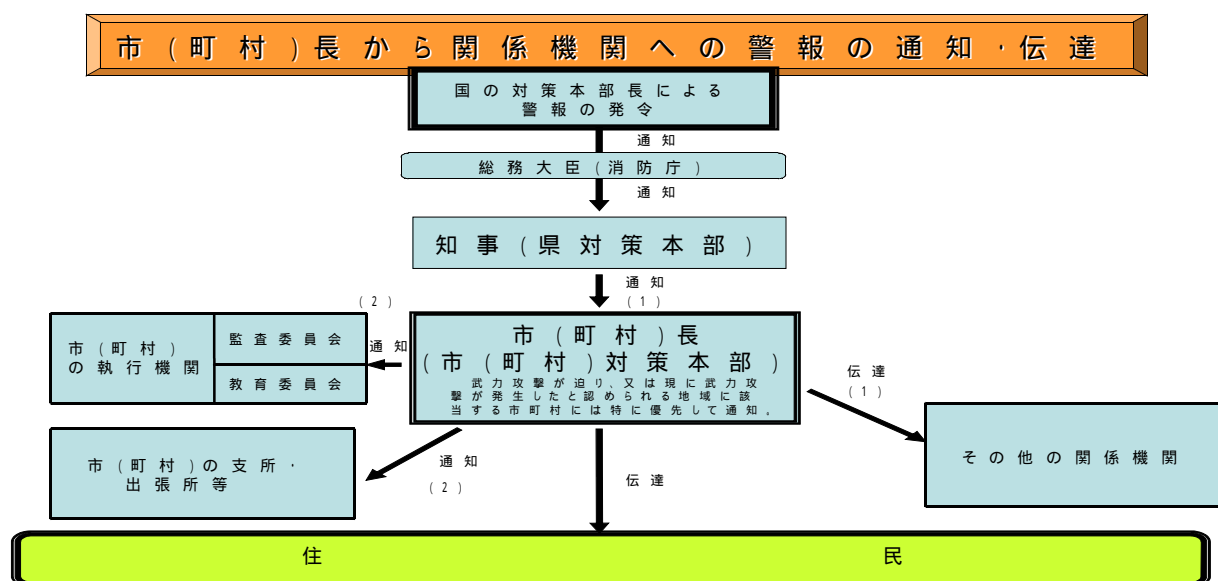 市(町村)長から関係機関への警報の通知・伝達
国の対策本部長による
警報の発令
通知
総務大臣(消防庁)
通知
知事(県対策本部)
通知
(1)
(2)
通知
市(町村)
の執行機関
監査委員会
教育委員会
市(町村)長
(市(町村)対策本部)
武力攻撃が迫り、又は現に武力攻
撃が発生したと認められる地域に該
当する市町村には特に優先して通知。
伝達
(1)
その他の関係機関
市(町村)の支所・
出張所等
通知
(2)
伝達
住民